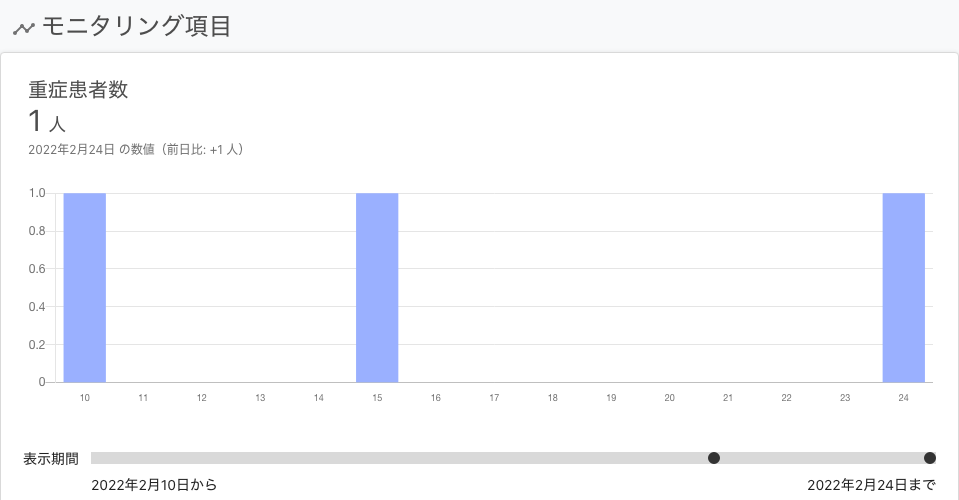 モニタリング項目
重症患者数
1 人
2022年2月24日 の数値（前日比: +1 人）
1.0
0.8
0.6
0.4
0.2
0
10 11 12 13 14 15 16 17 18 19 20 21 22 23 24
表示期間
2022年2月10日から 2022年2月24日まで